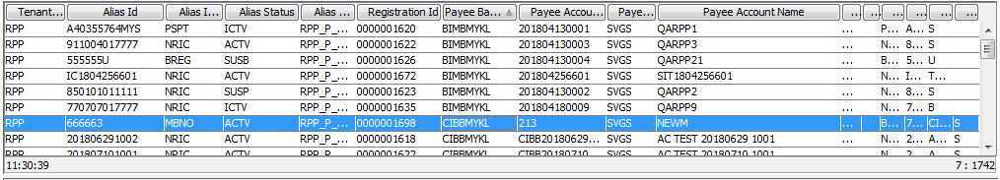 Tenant... Alias Id Alias I... Alias Status Alias ... Registration Id Payee Ba... Payee Accou... Paye... Payee Account Name ... ... ... ... ... ...
RPP A40355764MYS PSPT ICTV RPP_P_... 0000001620 BIMBMYKL 201804130001 SVGS QARPP1 ... P... A... S
RPP 911004017777 NRIC ACTV RPP_P_... 0000001622 BIMBMYKL 201804130003 SVGS QARPP3 ... N... 8... S
RPP 555555U BREG SUSB RPP_P_... 0000001626 BIMBMYKL 201804130004 SVGS QARPP21 ... B... 5... U
RPP IC1804256601 NRIC ACTV RPP_P_... 0000001662 BIMBMYKL 201804256601 SVGS SIT1804256601 ... N... I... T...
RPP 850101011111 NRIC SUSP RPP_P_... 0000001623 BIMBMYKL 201804130002 SVGS QARPP2 ... N... 8... S
RPP 770707017777 NRIC ICTV RPP_P_... 0000001635 BIMBMYKL 201804180009 SVGS QARPP9 ... N... 7... B
RPP 666663 MBNO ACTV RPP_P_... 0000001698 CIBBMYKL 213 SVGS NEWM ... B... 7... CI... S
RPP 201806291002 NRIC ACTV RPP_P_... 0000001618 CIBBMYKL CIBB20180629... SVGS AC TEST 20180629 1001 ... N... 2... A... S
RPP 201807101001 NRIC ACTV RPP_P_... 0000001622 CIBBMYKL CIBB20180710... SVGS AC TEST 20180710 1001 ... N... 2... A... S
11:30:39 7 : 1742